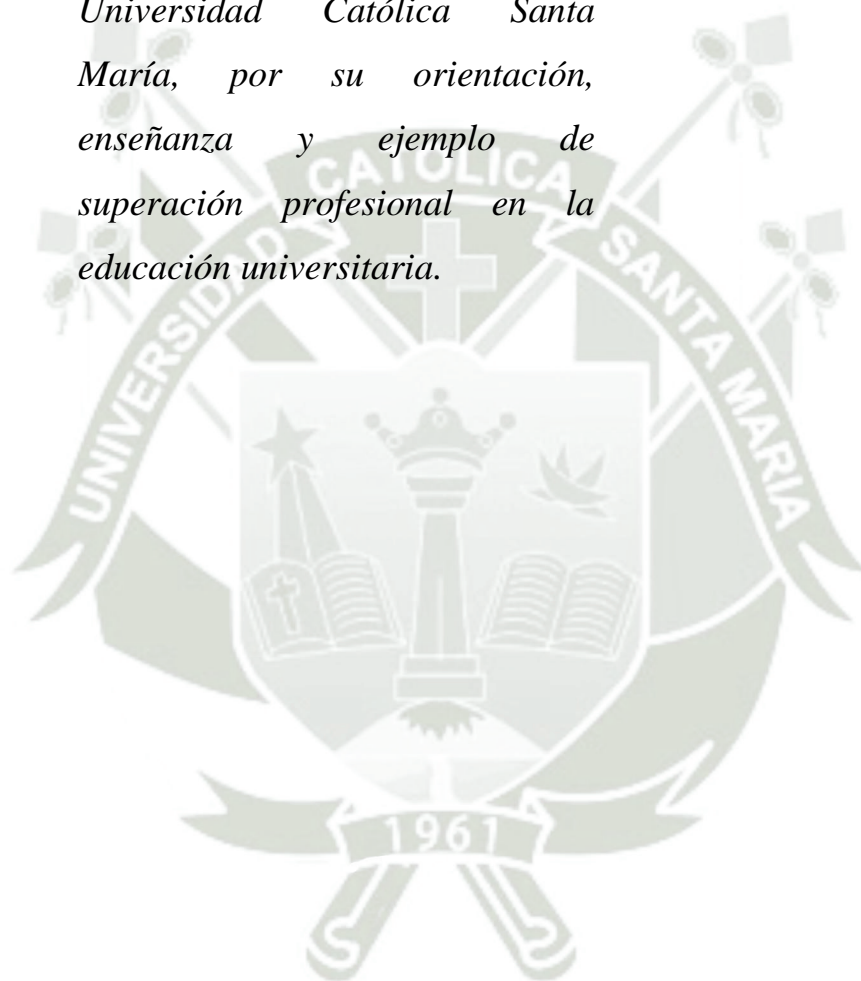 Universidad Católica Santa
María, por su orientación,
enseñanza y ejemplo de
superación profesional en la
educación universitaria.
UNIVERSIDAD CATOLICA SANTA MARIA
1961